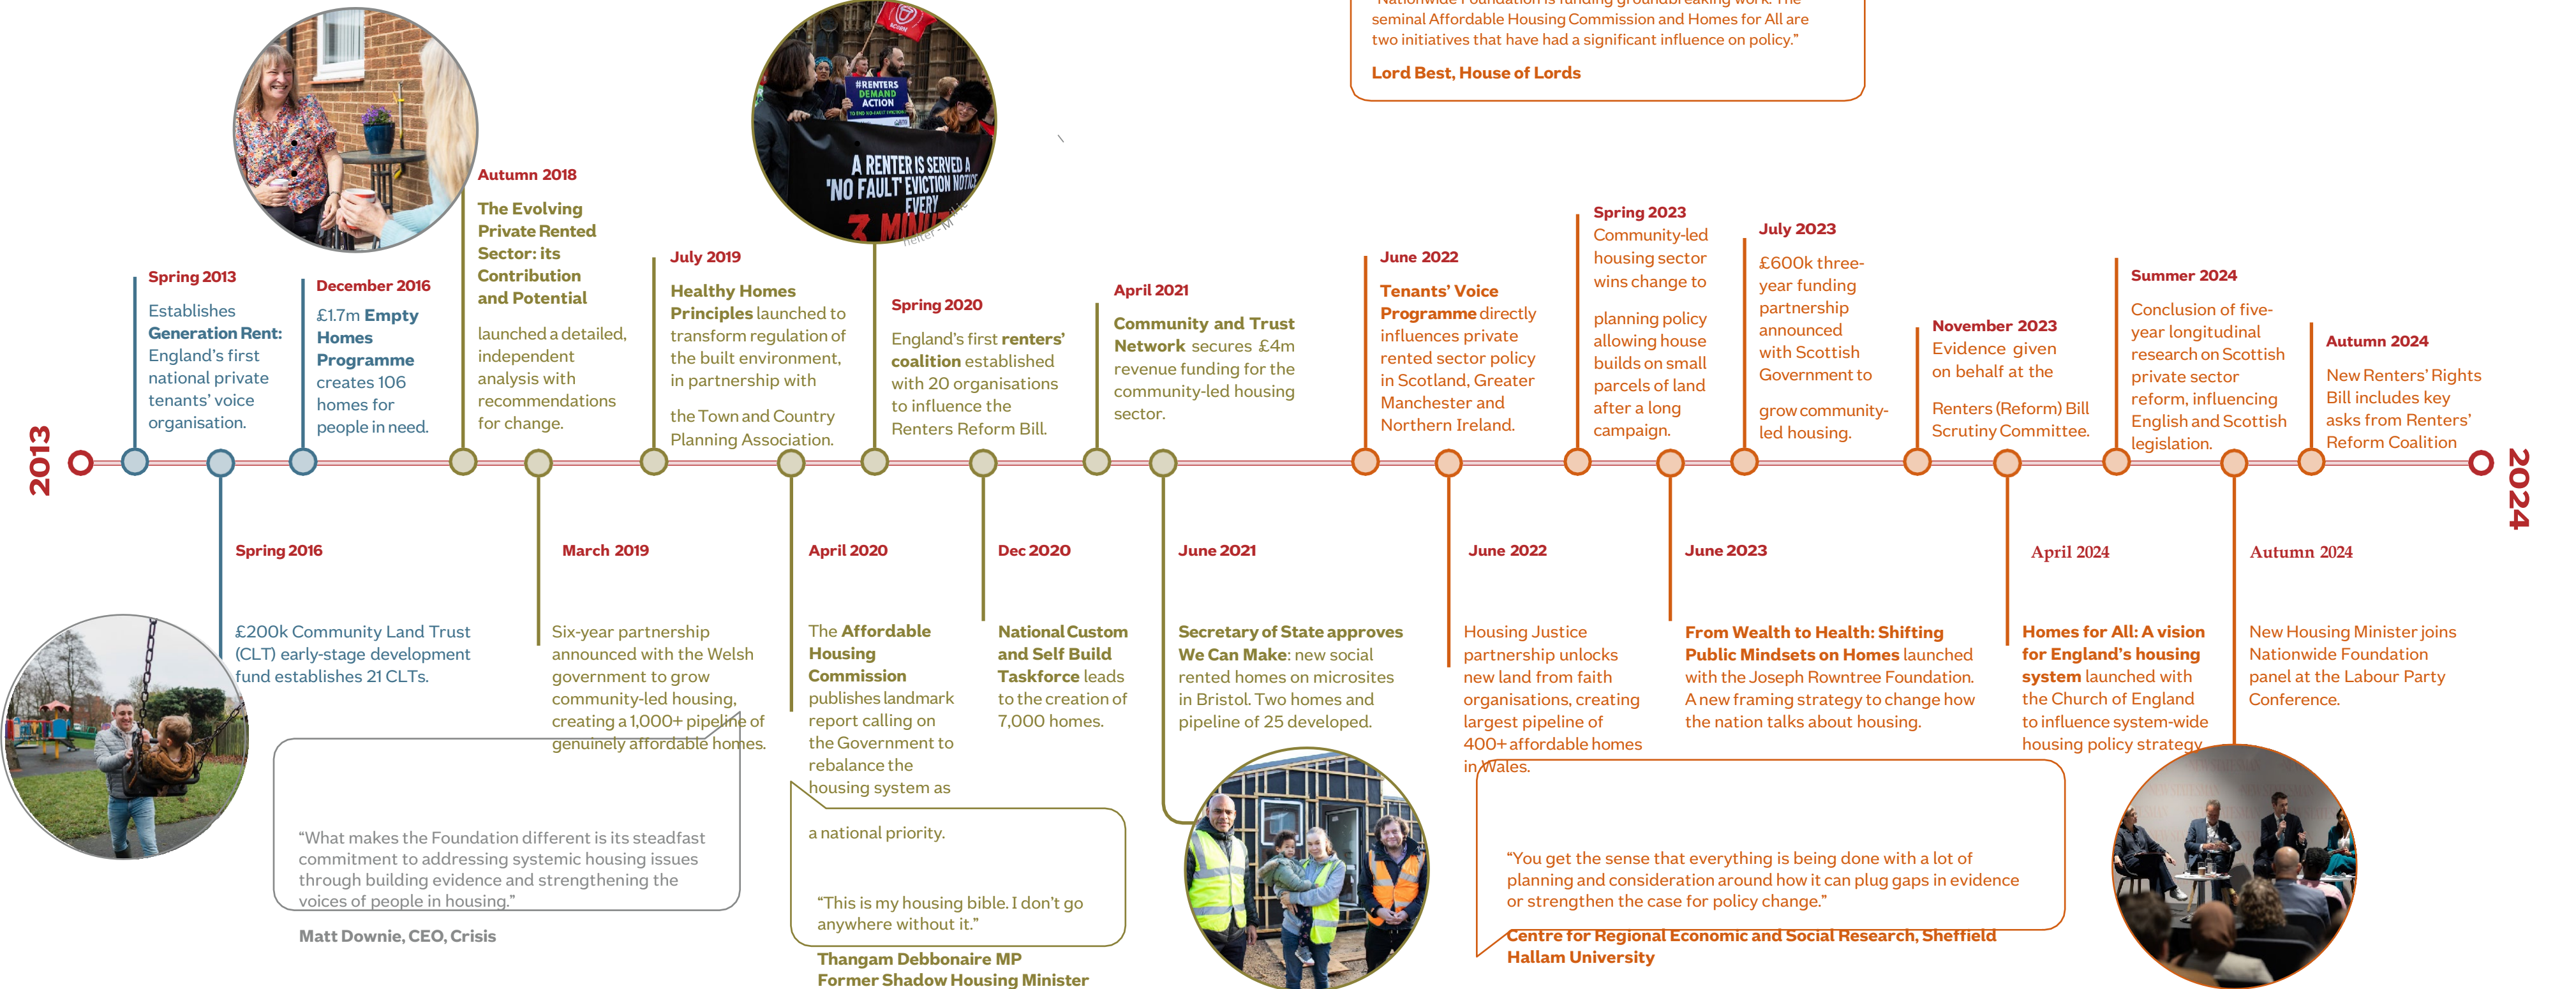 "Nationwide Foundation is funding groundbreaking work. The
seminal Affordable Housing Commission and Homes for All are
two initiatives that have had a significant influence on policy."
Lord Best, House of Lords
SCORN
#RENTERS
DEMAND
ACTION
A RENTER IS SERVED A
'NO FAULT' EVICTION NOTICE
EVERY
3 MINUT
2013
Spring 2013
Establishes
Generation Rent:
England's first
national private
tenants' voice
organisation.
December 2016
£1.7m Empty
Homes
Programme
creates 106
homes for
people in need.
Autumn 2018
The Evolving
Private Rented
Sector: its
Contribution
and Potential
launched a detailed,
independent
analysis with
recommendations
for change.
July 2019
Healthy Homes
Principles launched to
transform regulation of
the built environment,
in partnership with
the Town and Country
Planning Association.
Spring 2020
England's first renters'
coalition established
with 20 organisations
to influence the
Renters Reform Bill.
April 2021
Community and Trust
Network secures £4m
revenue funding for the
community-led housing
sector.
June 2022
Tenants' Voice
Programme directly
influences private
rented sector policy
in Scotland, Greater
Manchester and
Northern Ireland.
Spring 2023
Community-led
housing sector
wins change to
planning policy
allowing house
builds on small
parcels of land
after a long
campaign.
July 2023
£600k three-
year funding
partnership
announced
with Scottish
Government to
grow community-
led housing.
November 2023
Evidence given
on behalf at the
Renters (Reform) Bill
Scrutiny Committee.
Summer 2024
Conclusion of five-
year longitudinal
research on Scottish
private sector
reform, influencing
English and Scottish
legislation.
Autumn 2024
New Renters' Rights
Bill includes key
asks from Renters'
Reform Coalition
2024
Spring 2016
£200k Community Land Trust
(CLT) early-stage development
fund establishes 21 CLTs.
March 2019
Six-year partnership
announced with the Welsh
government to grow
community-led housing,
creating a 1,000+ pipeline of
genuinely affordable homes.
April 2020
The Affordable
Housing
Commission
publishes landmark
report calling on
the Government to
rebalance the
housing system as
a national priority.
Dec 2020
National Custom
and Self Build
Taskforce leads
to the creation of
7,000 homes.
June 2021
Secretary of State approves
We Can Make: new social
rented homes on microsites
in Bristol. Two homes and
pipeline of 25 developed.
June 2022
Housing Justice
partnership unlocks
new land from faith
organisations, creating
largest pipeline of
400+ affordable homes
in Wales.
June 2023
From Wealth to Health: Shifting
Public Mindsets on Homes launched
with the Joseph Rowntree Foundation.
A new framing strategy to change how
the nation talks about housing.
April 2024
Homes for All: A vision
for England's housing
system launched with
the Church of England
to influence system-wide
housing policy strategy
Autumn 2024
New Housing Minister joins
Nationwide Foundation
panel at the Labour Party
Conference.
"What makes the Foundation different is its steadfast
commitment to addressing systemic housing issues
through building evidence and strengthening the
voices of people in housing."
Matt Downie, CEO, Crisis
"This is my housing bible. I don't go
anywhere without it."
Thangam Debbonaire MP
Former Shadow Housing Minister
"You get the sense that everything is being done with a lot of
planning and consideration around how it can plug gaps in evidence
or strengthen the case for policy change."
Centre for Regional Economic and Social Research, Sheffield
Hallam University